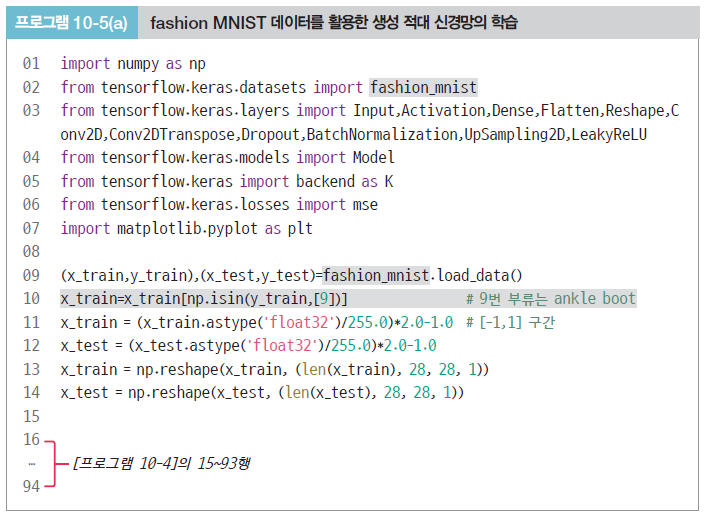 프로그램 10-5(a) fashion MNIST 데이터를 활용한 생성 적대 신경망의 학습
01 import numpy as np
02 from tensorflow.keras.datasets import fashion_mnist
03 from tensorflow.keras.layers import Input,Activation,Dense,Flatten,Reshape,C
onv2D,Conv2DTranspose,Dropout,BatchNormalization,UpSampling2D,LeakyReLU
04 from tensorflow.keras.models import Model
05 from tensorflow.keras import backend as K
06 from tensorflow.keras.losses import mse
07 import matplotlib.pyplot as plt
08
09 (x_train,y_train),(x_test,y_test)=fashion_mnist.load_data()
10 x_train=x_train[np.isin(y_train,[9])] # 9번 부류는 ankle boot
11 x_train = (x_train.astype('float32')/255.0)*2.0-1.0 # [-1,1] 구간
12 x_test = (x_test.astype('float32')/255.0)*2.0-1.0
13 x_train = np.reshape(x_train, (len(x_train), 28, 28, 1))
14 x_test = np.reshape(x_test, (len(x_test), 28, 28, 1))
15
16
… [프로그램 10-4]의 15~93행
94